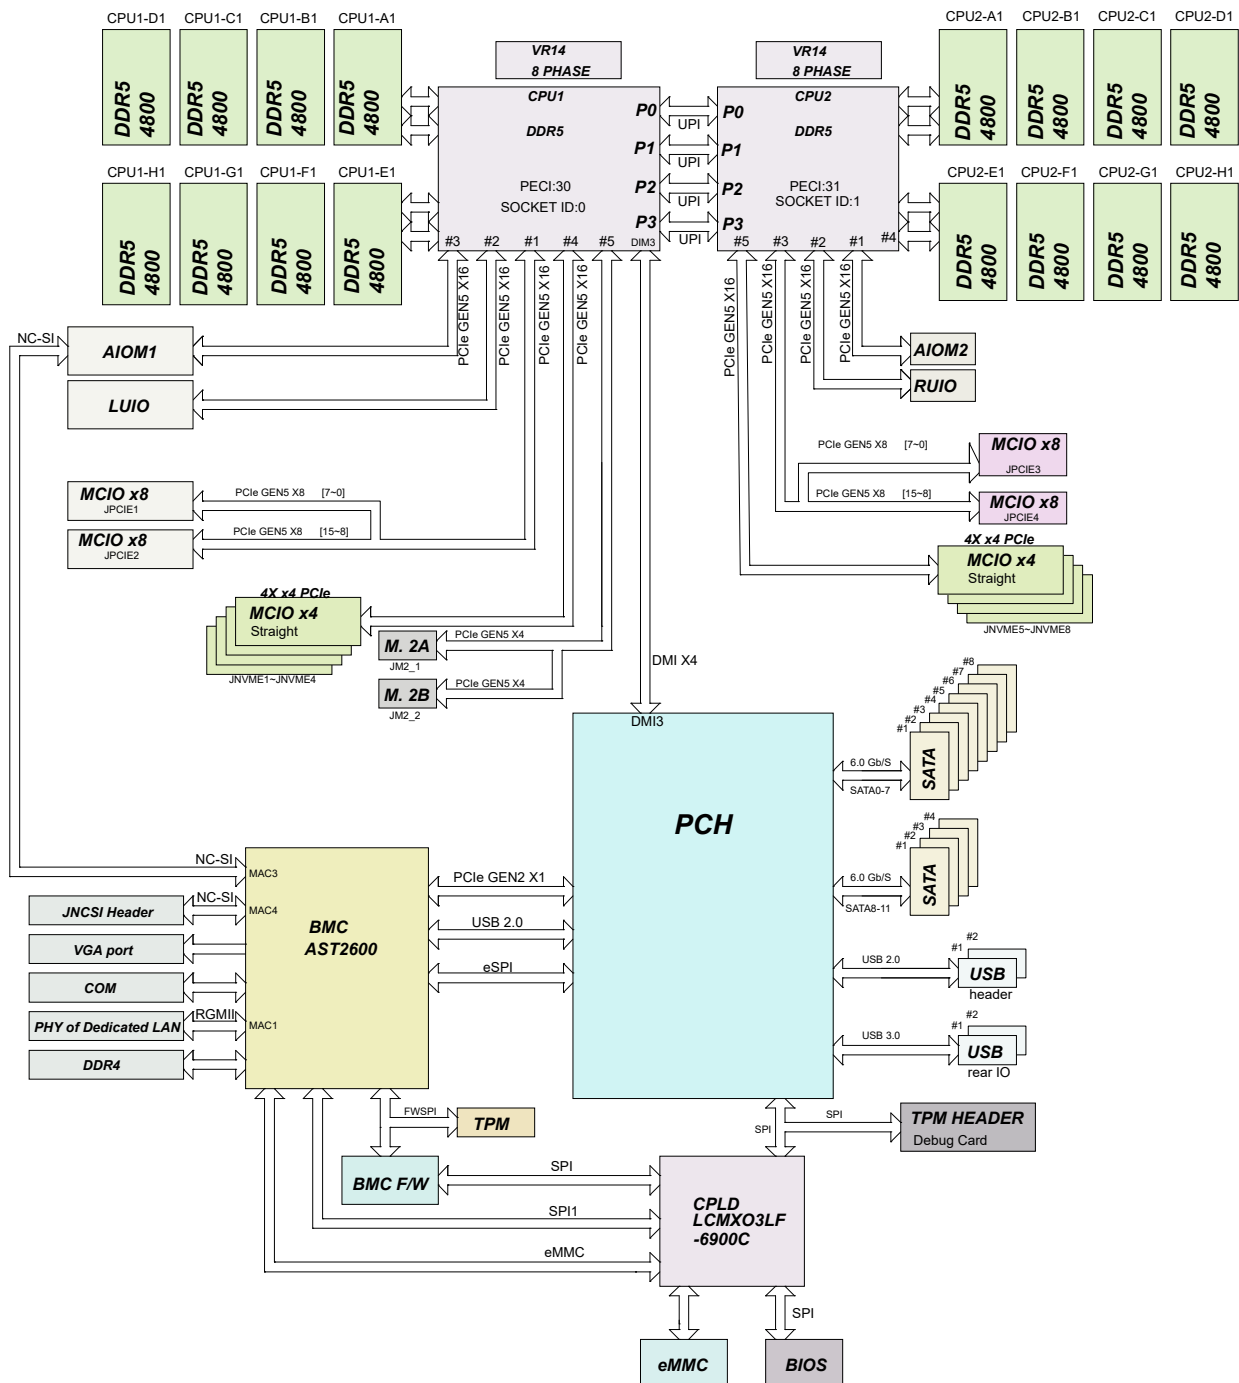 CPU1-D1
CPU1-C1
CPU1-B1
CPU1-A1
CPU2-A1
CPU2-B1
CPU2-C1
CPU2-D1
DDR5
4800
DDR5
4800
DDR5
4800
DDR5
4800
VR14
8 PHASE
VR14
8 PHASE
DDR5
4800
DDR5
4800
DDR5
4800
DDR5
4800
CPU1
DDR5
PECI:30
SOCKET ID:0
P0
P1
P2
P3
UPI
UPI
UPI
UPI
CPU2
DDR5
PECI:31
SOCKET ID:1
P0
P1
P2
P3
CPU1-H1
CPU1-G1
CPU1-F1
CPU1-E1
CPU2-E1
CPU2-F1
CPU2-G1
CPU2-H1
DDR5
4800
DDR5
4800
DDR5
4800
DDR5
4800
DDR5
4800
DDR5
4800
DDR5
4800
DDR5
4800
#3
#2
#1
#4
#5
DIM3
#5
#3
#2
#1
#4
PCIe GEN5 X16
PCIe GEN5 X16
PCIe GEN5 X16
PCIe GEN5 X16
PCIe GEN5 X16
PCIe GEN5 X16
PCIe GEN5 X16
PCIe GEN5 X16
NC-SI
AIOM1
LUIO
AIOM2
RUIO
PCIe GEN5 X8 [7~0]
MCIO x8
JPCIE3
PCIe GEN5 X8 [15~8]
MCIO x8
JPCIE4
MCIO x8
JPCIE1
PCIe GEN5 X8 [7~0]
MCIO x8
JPCIE2
PCIe GEN5 X8 [15~8]
4X x4 PCIe
MCIO x4
Straight
JNVME5~JNVME8
4X x4 PCIe
MCIO x4
Straight
JNVME1~JNVME4
M. 2A
JM2_1
PCIe GEN5 X4
M. 2B
JM2_2
PCIe GEN5 X4
DMI X4
DMI3
PCH
#1
#2
#3
#4
#5
#6
#7
#8
SATA
6.0 Gb/S
SATA0-7
#1
#2
#3
#4
SATA
6.0 Gb/S
SATA8-11
USB 2.0
#1
#2
USB
header
USB 3.0
#1
#2
USB
rear IO
NC-SI
MAC3
NC-SI
MAC4
BMC
AST2600
RGMII
MAC1
JNCSI Header
VGA port
COM
PHY of Dedicated LAN
DDR4
PCIe GEN2 X1
USB 2.0
eSPI
FWSPI
TPM
BMC F/W
SPI
SPI1
eMMC
SPI
SPI
TPM HEADER
Debug Card
CPLD
LCMXO3LF
-6900C
SPI
eMMC
BIOS